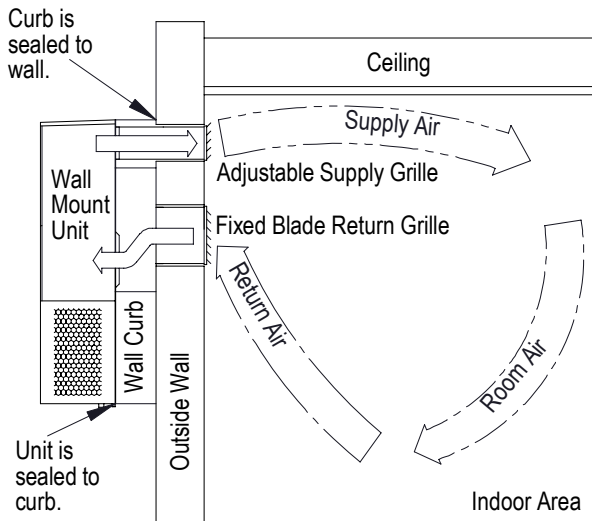 Curb is
sealed to
wall.
Ceiling
Supply Air
Adjustable Supply Grille
Wall
Mount
Unit
Fixed Blade Return Grille
Return Air
Room Air
Wall Curb
Outside Wall
Unit is
sealed to
curb.
Indoor Area